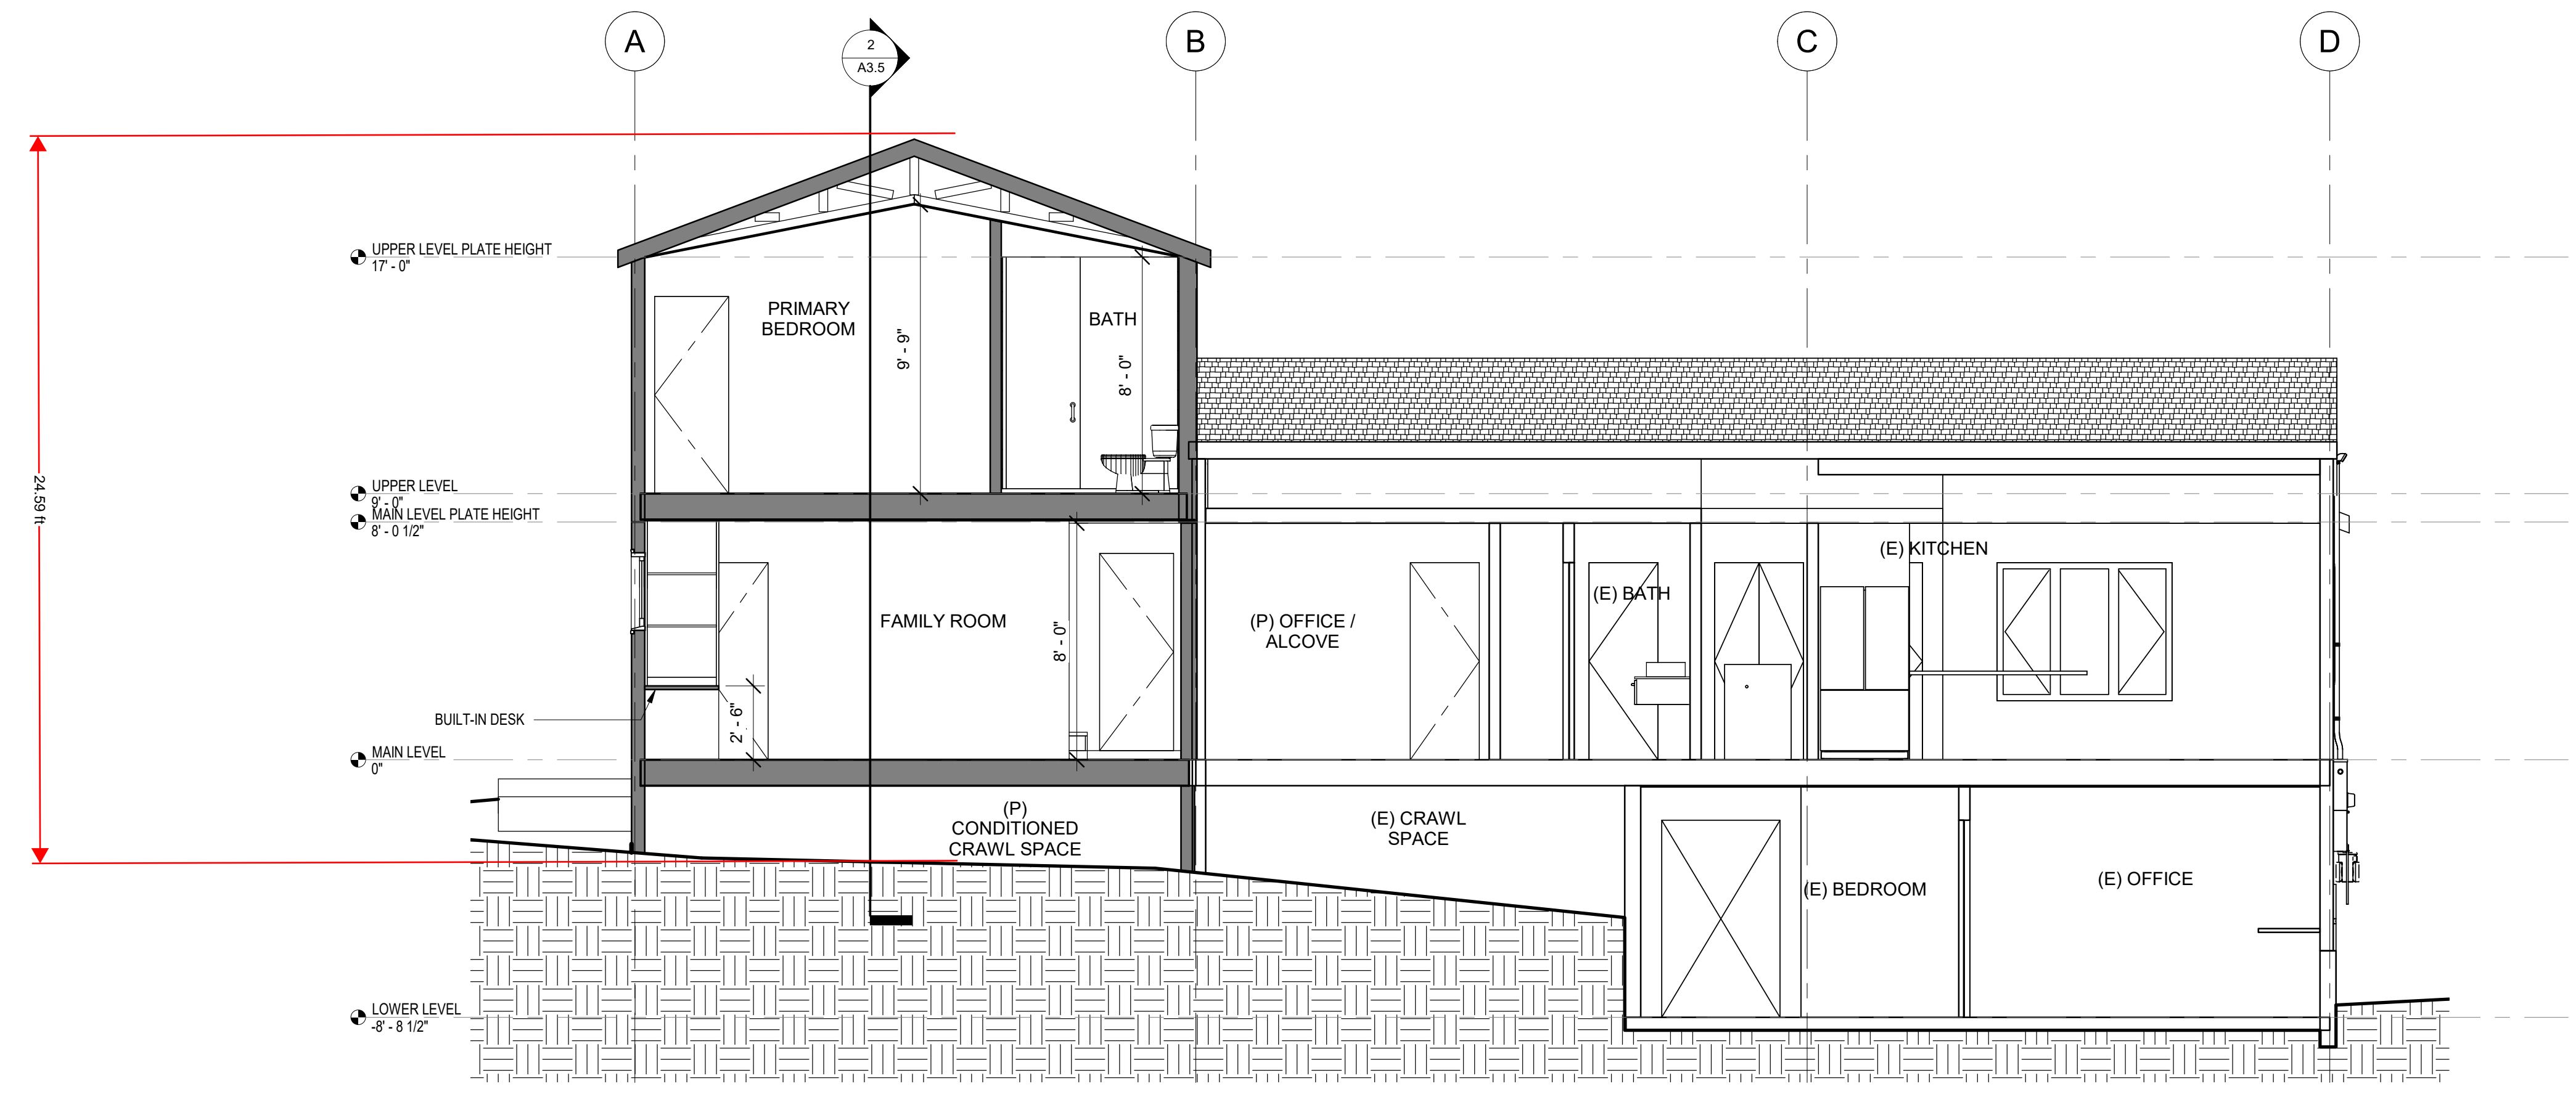 A
2
A3.5
B
C
D
UPPER LEVEL PLATE HEIGHT
17' - 0"
PRIMARY
BEDROOM
BATH
9' - 9"
8' - 0"
24.59 ft
UPPER LEVEL
9' - 0"
MAIN LEVEL PLATE HEIGHT
8' - 0 1/2"
(E) KITCHEN
(E) BATH
FAMILY ROOM
8' - 0"
(P) OFFICE /
ALCOVE
BUILT-IN DESK
2' - 6"
MAIN LEVEL
0"
(P)
CONDITIONED
CRAWL SPACE
(E) CRAWL
SPACE
(E) BEDROOM
(E) OFFICE
LOWER LEVEL
-8' - 8 1/2"